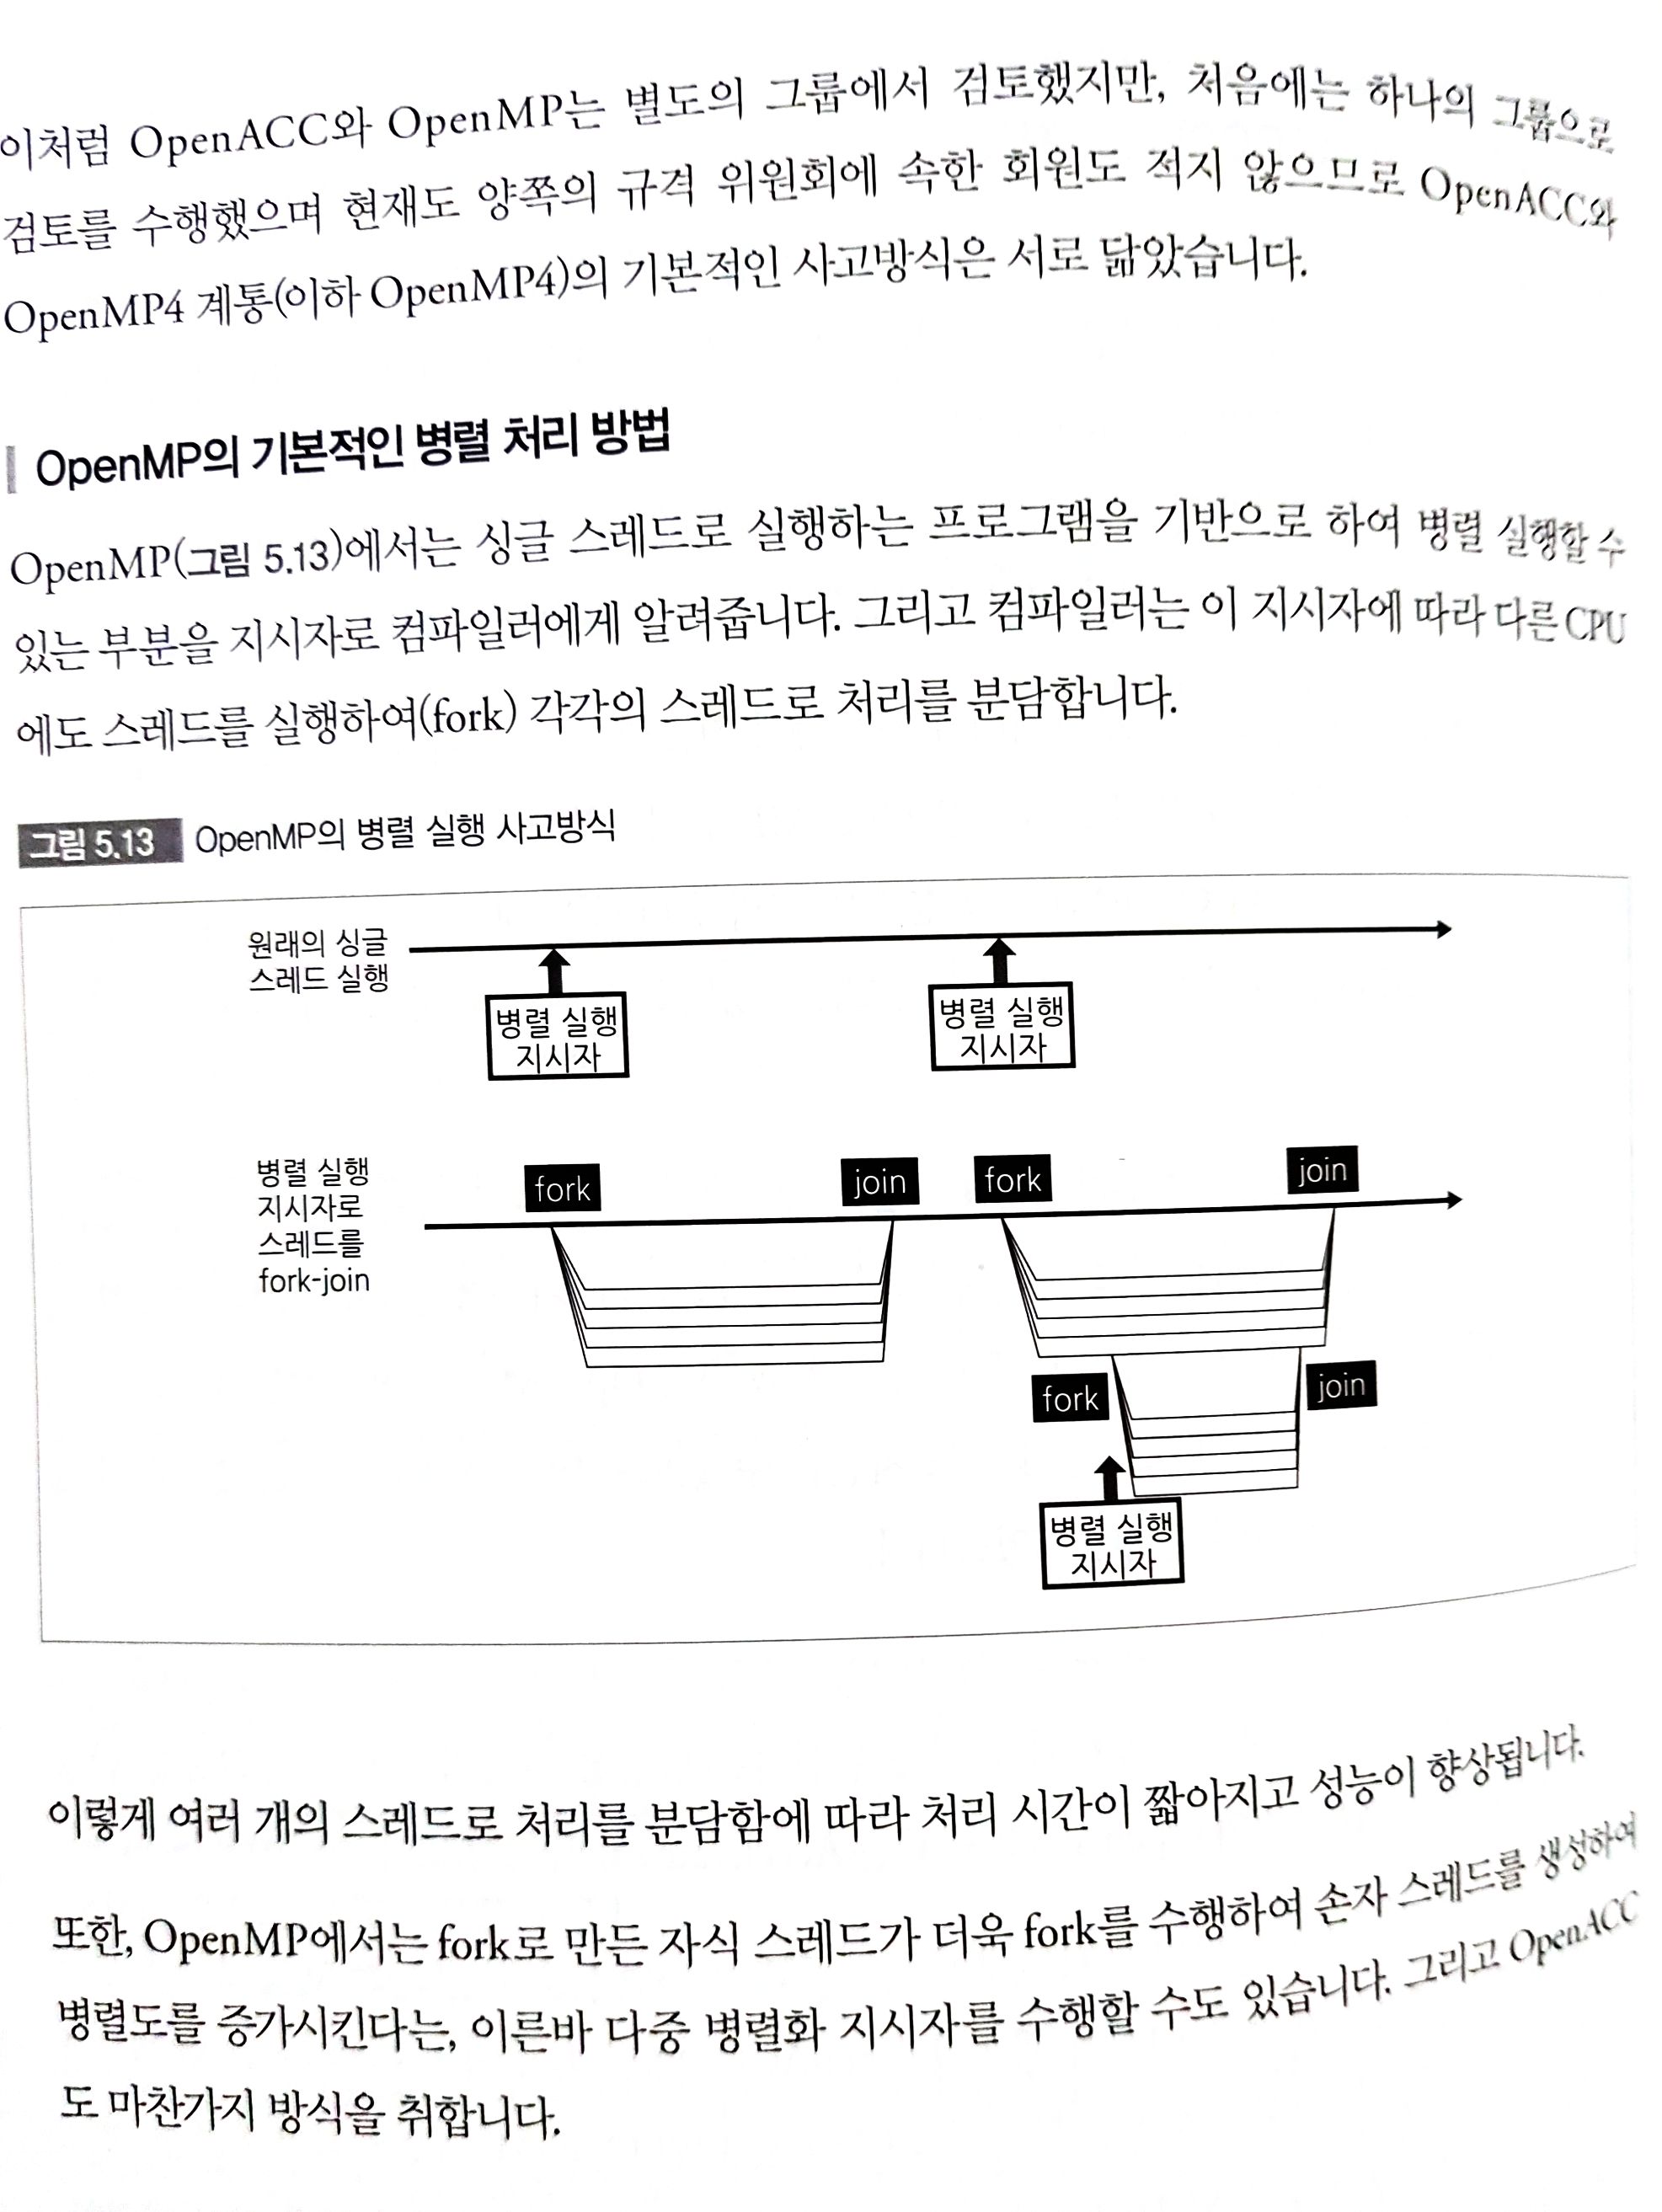 이처럼 OpenACC와 OpenMP는 별도의 그룹에서 검토했지만, 처음에는 하나의 그룹으로
검토를 수행했으며 현재도 양쪽의 규격 위원회에 속한 회원도 적지 않으므로 OpenACC와
OpenMP4 계통(이하 OpenMP4)의 기본적인 사고방식은 서로 닮았습니다.
OpenMP의 기본적인 병렬 처리 방법
OpenMP(그림 5.13)에서는 싱글 스레드로 실행하는 프로그램을 기반으로 하여 병렬 실행할 수
있는 부분을 지시자로 컴파일러에게 알려줍니다. 그리고 컴파일러는 이 지시자에 따라 다른 CPU
에도 스레드를 실행하여(fork) 각각의 스레드로 처리를 분담합니다.
그림 5.13 OpenMP의 병렬 실행 사고방식
원래의 싱글
스레드 실행
병렬 실행
지시자
병렬 실행
지시자
병렬 실행
지시자로
스레드를
fork-join
fork
join
fork
join
fork
join
병렬 실행
지시자
이렇게 여러 개의 스레드로 처리를 분담함에 따라 처리 시간이 짧아지고 성능이 향상됩니다.
또한, OpenMP에서는 fork로 만든 자식 스레드가 더욱 fork를 수행하여 손자 스레드를 생성하여
병렬도를 증가시킨다는, 이른바 다중 병렬화 지시자를 수행할 수도 있습니다. 그리고 OpenACC
도 마찬가지 방식을 취합니다.